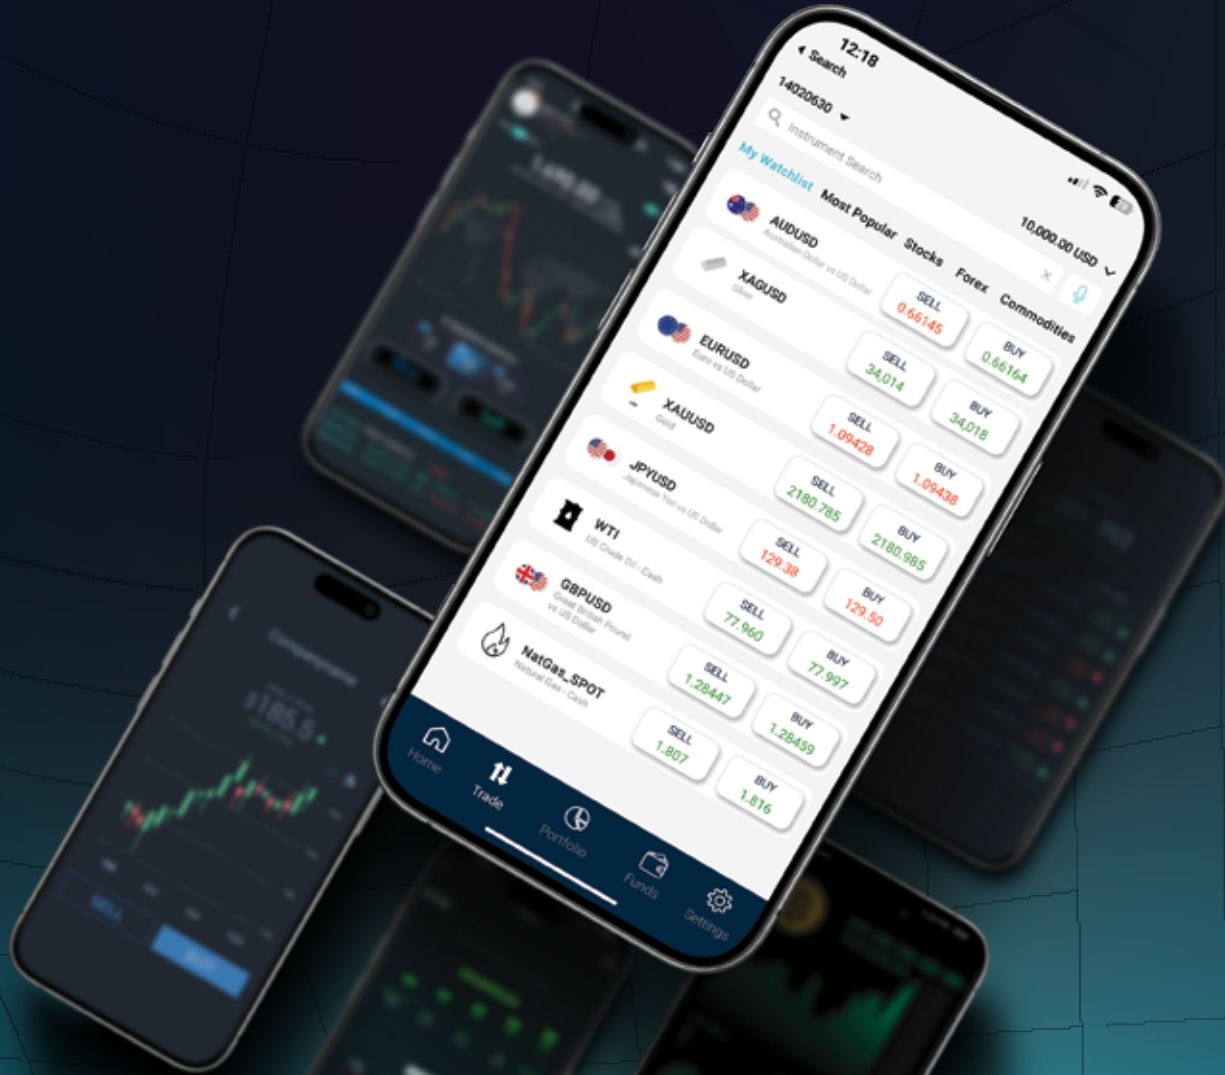 12:18
Search
14020630
10,000.00 USD
Instrument Search
My Watchlist Most Popular Stocks Forex Commodities
AUDUSD
Australian Dollar vs US Dollar
SELL
0.66145
BUY
0.66164
XAGUSD
Silver
SELL
34,014
BUY
34,018
EURUSD
Euro vs US Dollar
SELL
1.09428
BUY
1.09438
XAUUSD
Gold
SELL
2180.785
BUY
2180.985
JPYUSD
Japanese Yen vs US Dollar
SELL
129.38
BUY
129.50
WTI
US Crude Oil - Cash
SELL
77.960
BUY
77.997
GBPUSD
Great British Pound
vs US Dollar
SELL
1.28447
BUY
1.28459
NatGas_SPOT
Natural Gas - Cash
SELL
1.807
BUY
1.816
Home
Trade
Portfolio
Funds
Settings
Companyname
$185.5
SELL
BUY